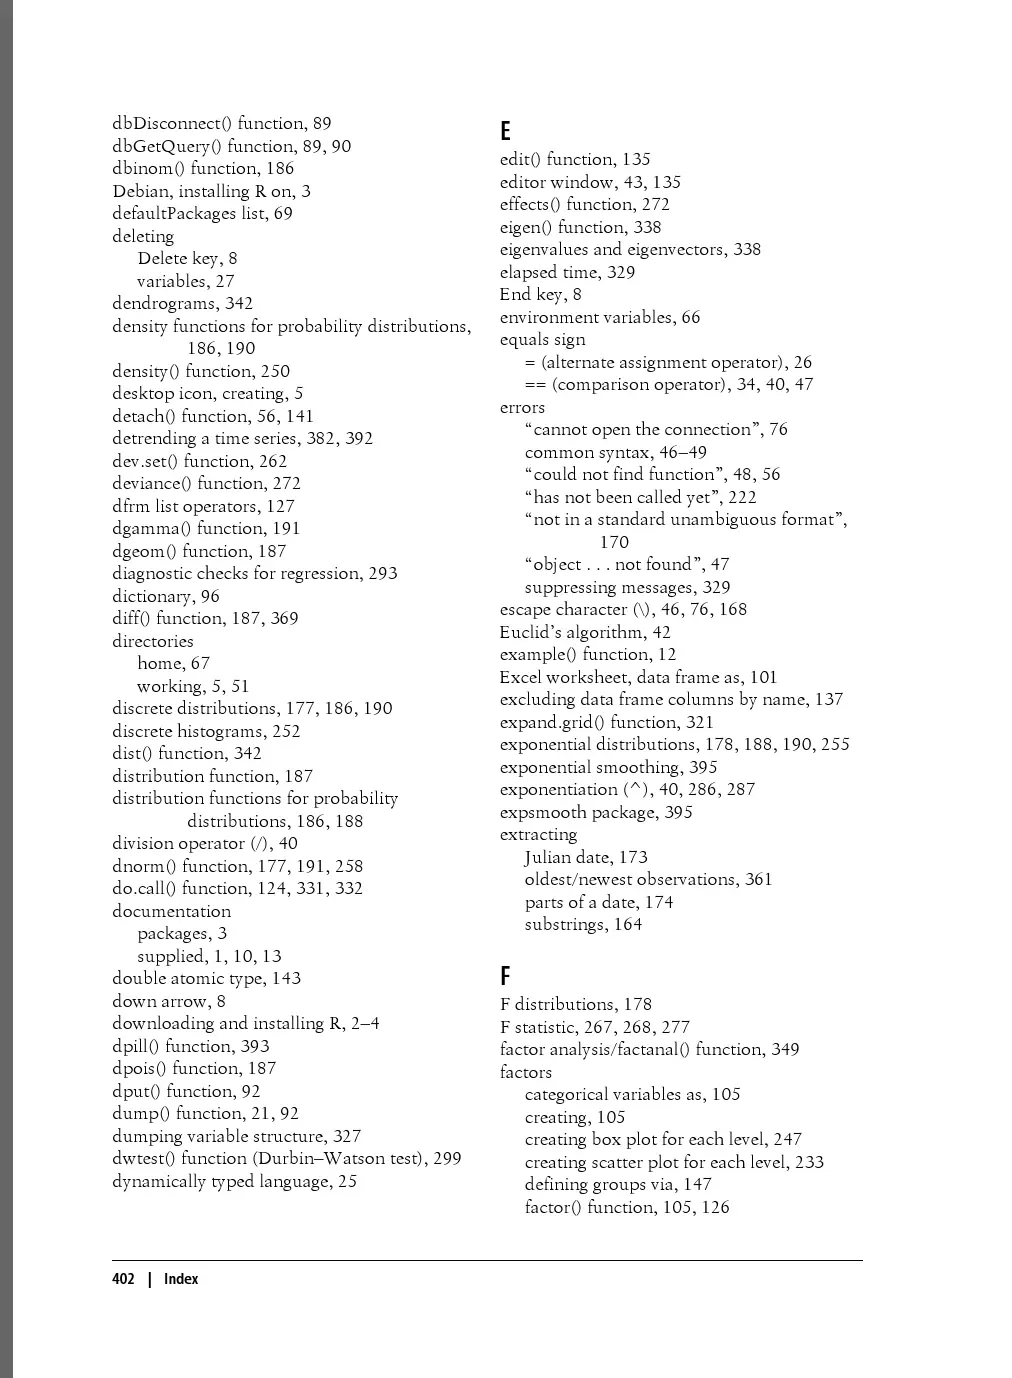 dbDisconnect() function, 89
dbGetQuery() function, 89, 90
dbinom() function, 186
Debian, installing R on, 3
defaultPackages list, 69
deleting
Delete key, 8
variables, 27
dendrograms, 342
density functions for probability distributions,
186, 190
density() function, 250
desktop icon, creating, 5
detach() function, 56, 141
detrending a time series, 382, 392
dev.set() function, 262
deviance() function, 272
dfrm list operators, 127
dgamma() function, 191
dgeom() function, 187
diagnostic checks for regression, 293
dictionary, 96
diff() function, 187, 369
directories
home, 67
working, 5, 51
discrete distributions, 177, 186, 190
discrete histograms, 252
dist() function, 342
distribution function, 187
distribution functions for probability
distributions, 186, 188
division operator (/), 40
dnorm() function, 177, 191, 258
do.call() function, 124, 331, 332
documentation
packages, 3
supplied, 1, 10, 13
double atomic type, 143
down arrow, 8
downloading and installing R, 2–4
dpill() function, 393
dpois() function, 187
dput() function, 92
dump() function, 21, 92
dumping variable structure, 327
dwtest() function (Durbin–Watson test), 299
dynamically typed language, 25
E
edit() function, 135
editor window, 43, 135
effects() function, 272
eigen() function, 338
eigenvalues and eigenvectors, 338
elapsed time, 329
End key, 8
environment variables, 66
equals sign
= (alternate assignment operator), 26
== (comparison operator), 34, 40, 47
errors
“cannot open the connection”, 76
common syntax, 46–49
“could not find function”, 48, 56
“has not been called yet”, 222
“not in a standard unambiguous format”,
170
“object . . . not found”, 47
suppressing messages, 329
escape character (\), 46, 76, 168
Euclid’s algorithm, 42
example() function, 12
Excel worksheet, data frame as, 101
excluding data frame columns by name, 137
expand.grid() function, 321
exponential distributions, 178, 188, 190, 255
exponential smoothing, 395
exponentiation (^), 40, 286, 287
expsmooth package, 395
extracting
Julian date, 173
oldest/newest observations, 361
parts of a date, 174
substrings, 164
F
F distributions, 178
F statistic, 267, 268, 277
factor analysis/factanal() function, 349
factors
categorical variables as, 105
creating, 105
creating box plot for each level, 247
creating scatter plot for each level, 233
defining groups via, 147
factor() function, 105, 126
402 | Index